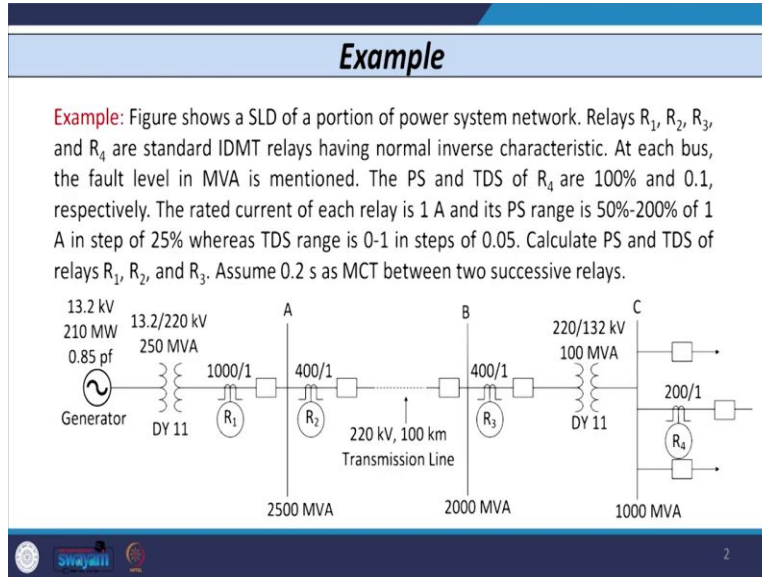 Example
Example: Figure shows a SLD of a portion of power system network. Relays R₁, R₂, R₃,
and R₄ are standard IDMT relays having normal inverse characteristic. At each bus,
the fault level in MVA is mentioned. The PS and TDS of R₄ are 100% and 0.1,
respectively. The rated current of each relay is 1 A and its PS range is 50%-200% of 1
A in step of 25% whereas TDS range is 0-1 in steps of 0.05. Calculate PS and TDS of
relays R₁, R₂, and R₃. Assume 0.2 s as MCT between two successive relays.
13.2 kV
210 MW
0.85 pf
Generator
13.2/220 kV
250 MVA
DY 11
1000/1
R₁
A
400/1
R₂
2500 MVA
220 kV, 100 km
Transmission Line
B
400/1
R₃
2000 MVA
220/132 kV
100 MVA
DY 11
C
200/1
R₄
1000 MVA
swayam
2